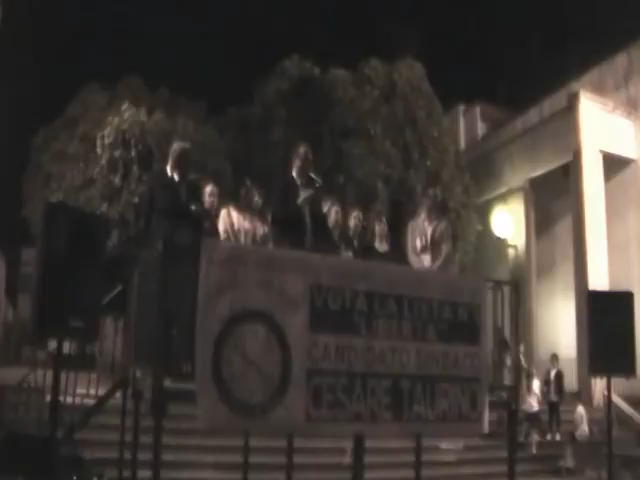 VOTA LA LISTA N
CANDIDATO SINDACO
CESARE TAURINO